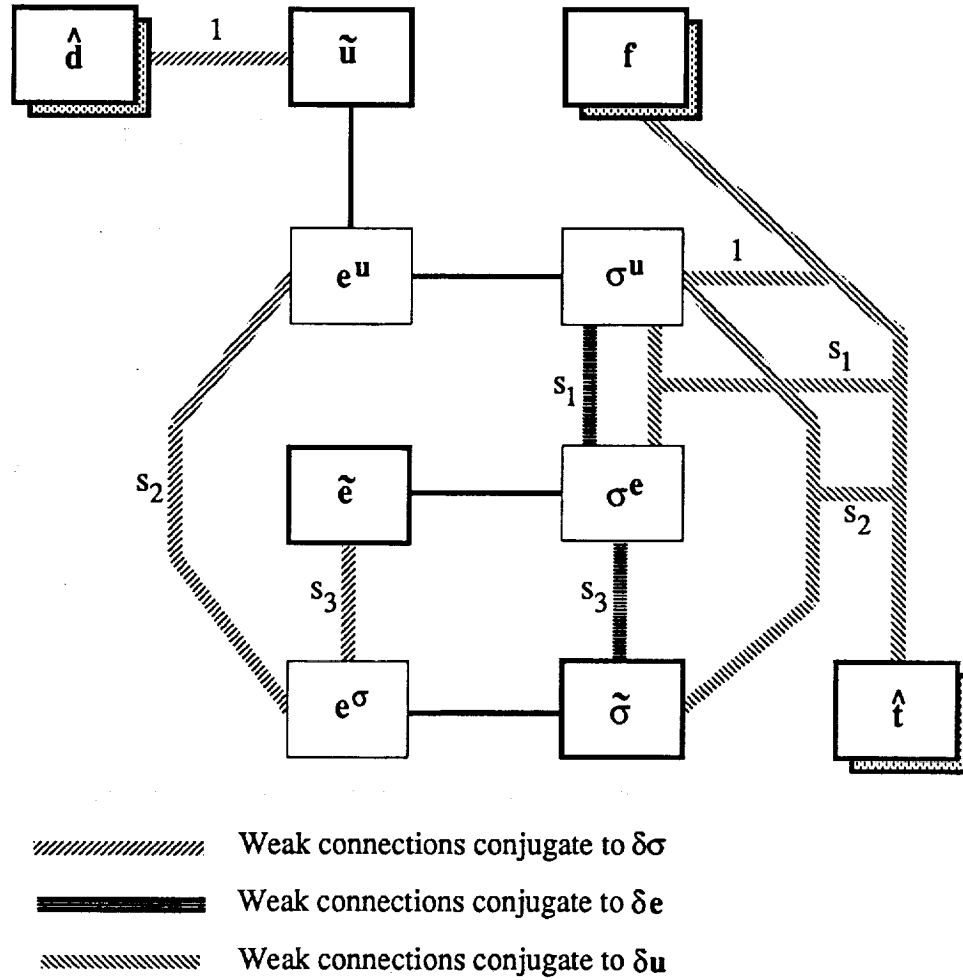 d̂ 1 ũ f
eᵘ σᵘ 1
s₁ s₁
s₂ ẽ σᵉ s₂
s₃ s₃
e^σ σ̃ t̂
Weak connections conjugate to δσ
Weak connections conjugate to δe
Weak connections conjugate to δu